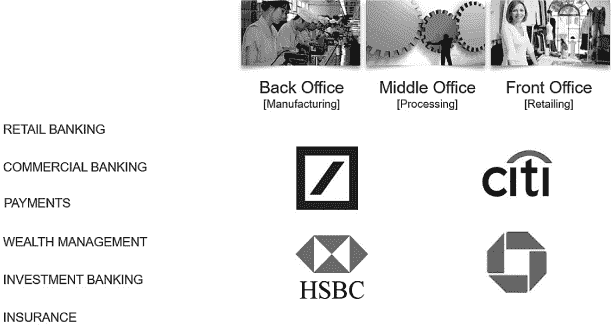 Back Office
[Manufacturing]
Middle Office
[Processing]
Front Office
[Retailing]
RETAIL BANKING
COMMERCIAL BANKING
PAYMENTS
WEALTH MANAGEMENT
INVESTMENT BANKING
INSURANCE
citi
HSBC